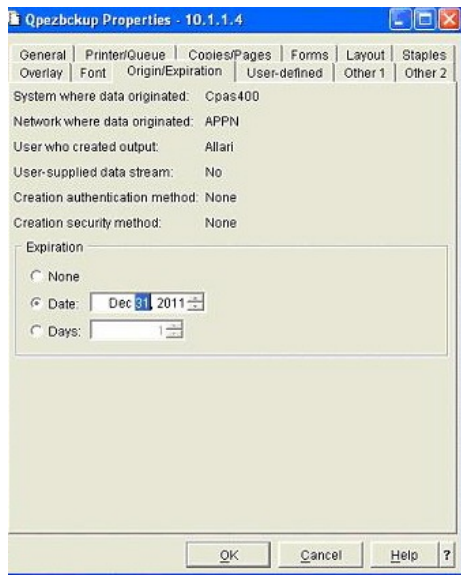 Qpezbckup Properties - 10.1.1.4
General Printer/Queue Copies/Pages Forms Layout Staples
Overlay Font Origin/Expiration User-defined Other 1 Other 2
System where data originated: Cpas400
Network where data originated: APPN
User who created output: Allari
User-supplied data stream: No
Creation authentication method: None
Creation security method: None
Expiration
None
Date: Dec 31, 2011
Days: 1
OK Cancel Help ?